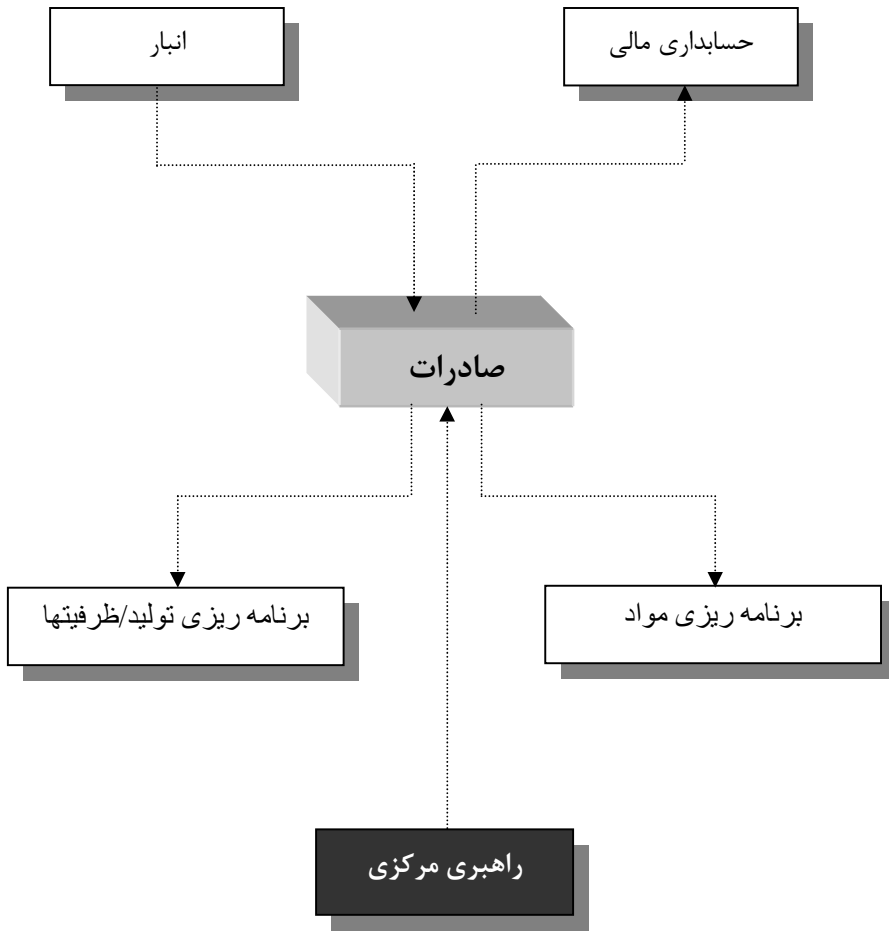 حسابداری مالی
انبار
صادرات
برنامه ریزی مواد
برنامه ریزی تولید/ظرفیتها
راهبری مرکزی